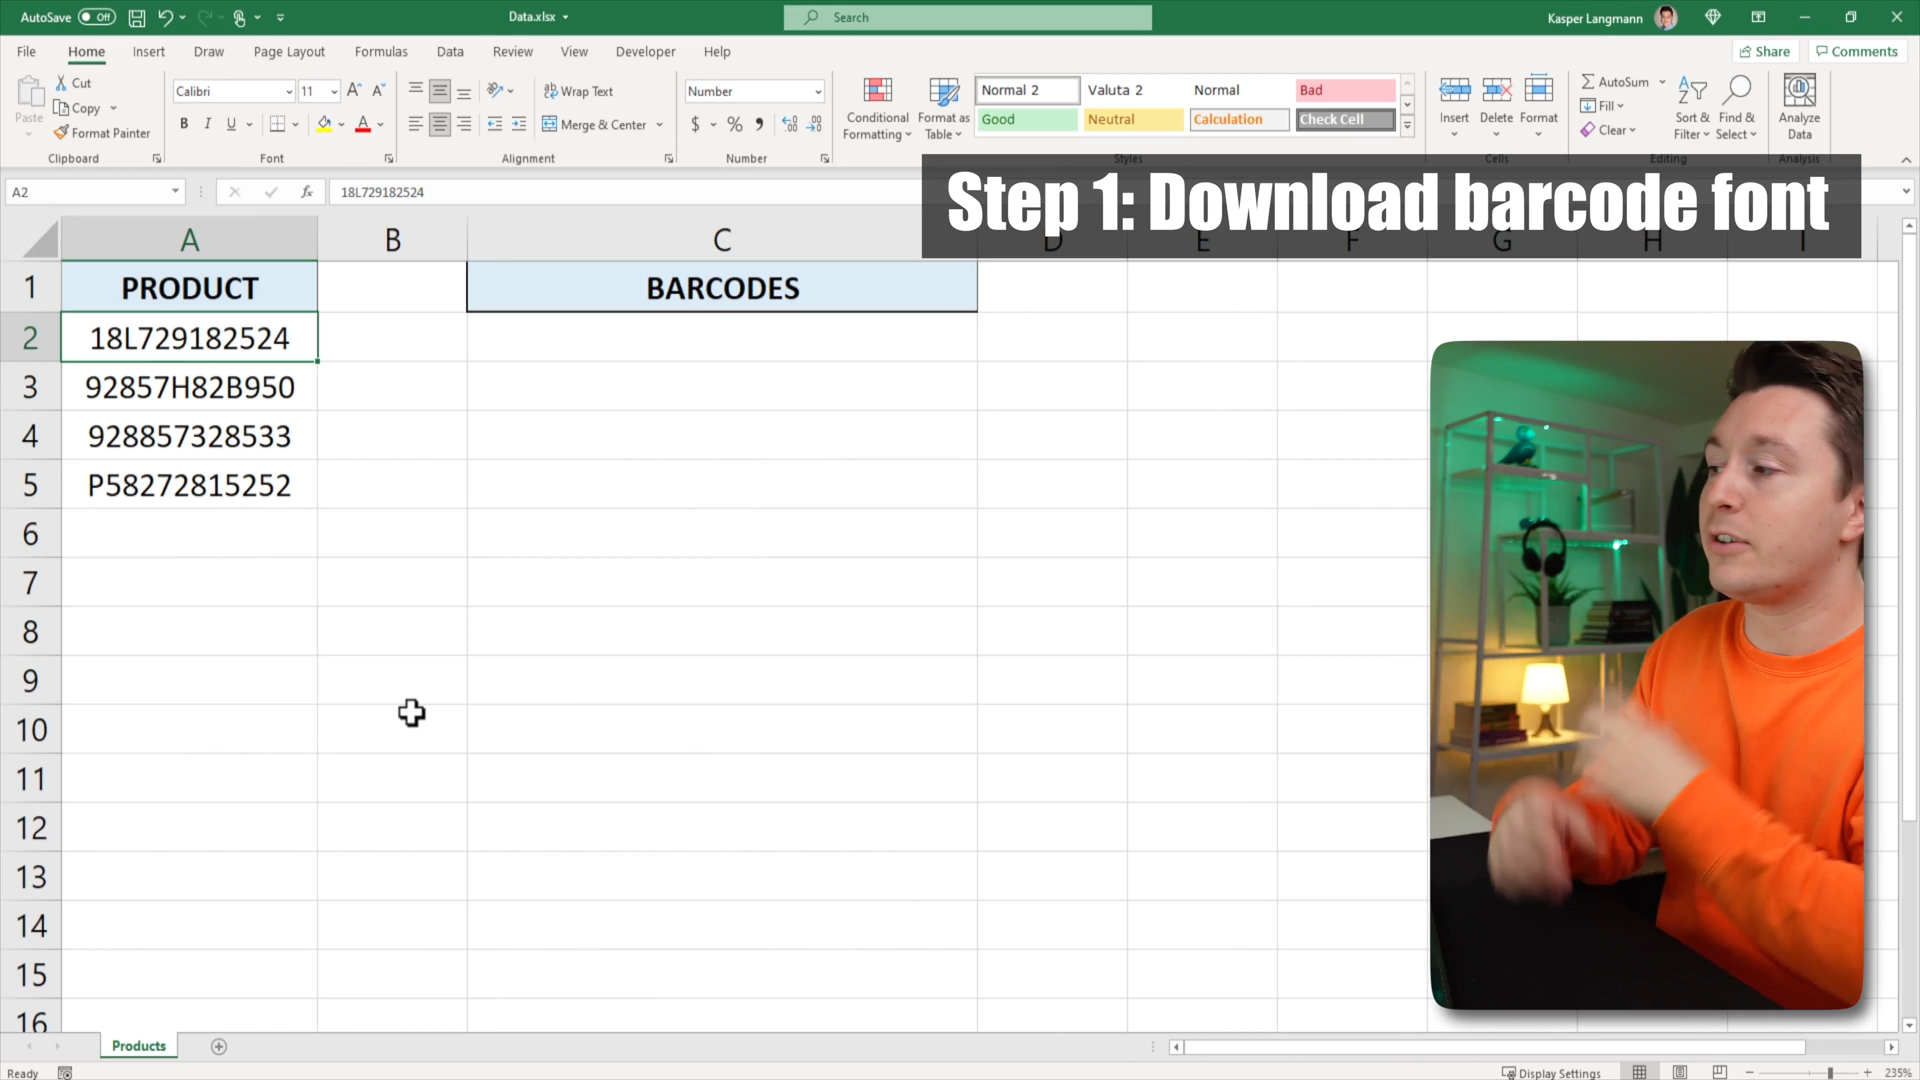 AutoSave Off Data.xlsx Search Kasper Langmann
File Home Insert Draw Page Layout Formulas Data Review View Developer Help Share Comments
Paste Cut Copy Format Painter
Clipboard
Calibri 11
B I U
Font
Wrap Text
Merge & Center
Alignment
Number
$ % 9
Number
Conditional Formatting
Format as Table
Normal 2 Valuta 2 Normal Bad
Good Neutral Calculation Check Cell
Styles
Insert Delete Format
Cells
AutoSum
Fill
Clear
Sort & Filter
Find & Select
Editing
Analyze Data
Analysis
A2 fx 18L729182524
Step 1: Download barcode font
A B C D E F G H I
1 PRODUCT BARCODES
2 18L729182524
3 92857H82B950
4 928857328533
5 P58272815252
6
7
8
9
10
11
12
13
14
15
16
Products
Ready Display Settings 235%